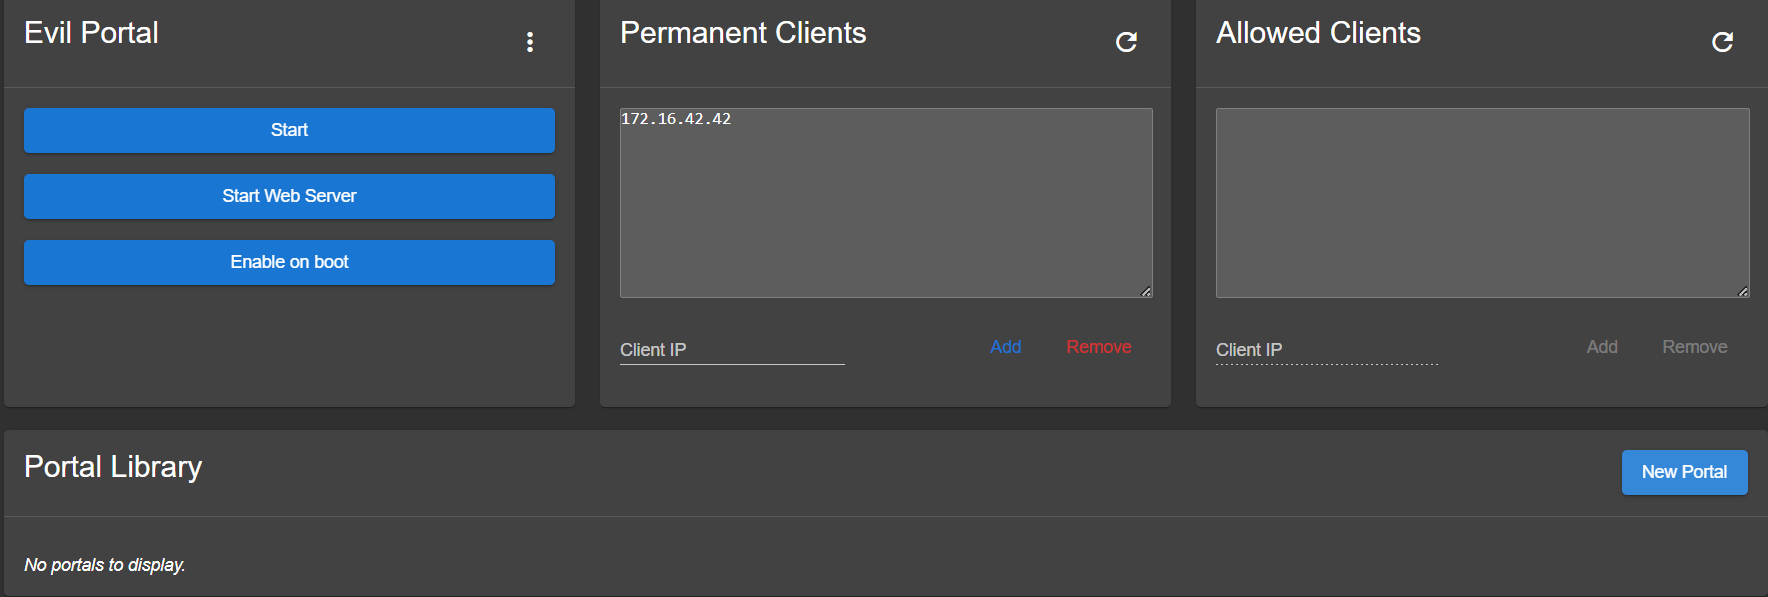 Evil Portal
Start
Start Web Server
Enable on boot
Permanent Clients
172.16.42.42
Client IP
Add
Remove
Allowed Clients
Client IP
Add
Remove
Portal Library
New Portal
No portals to display.